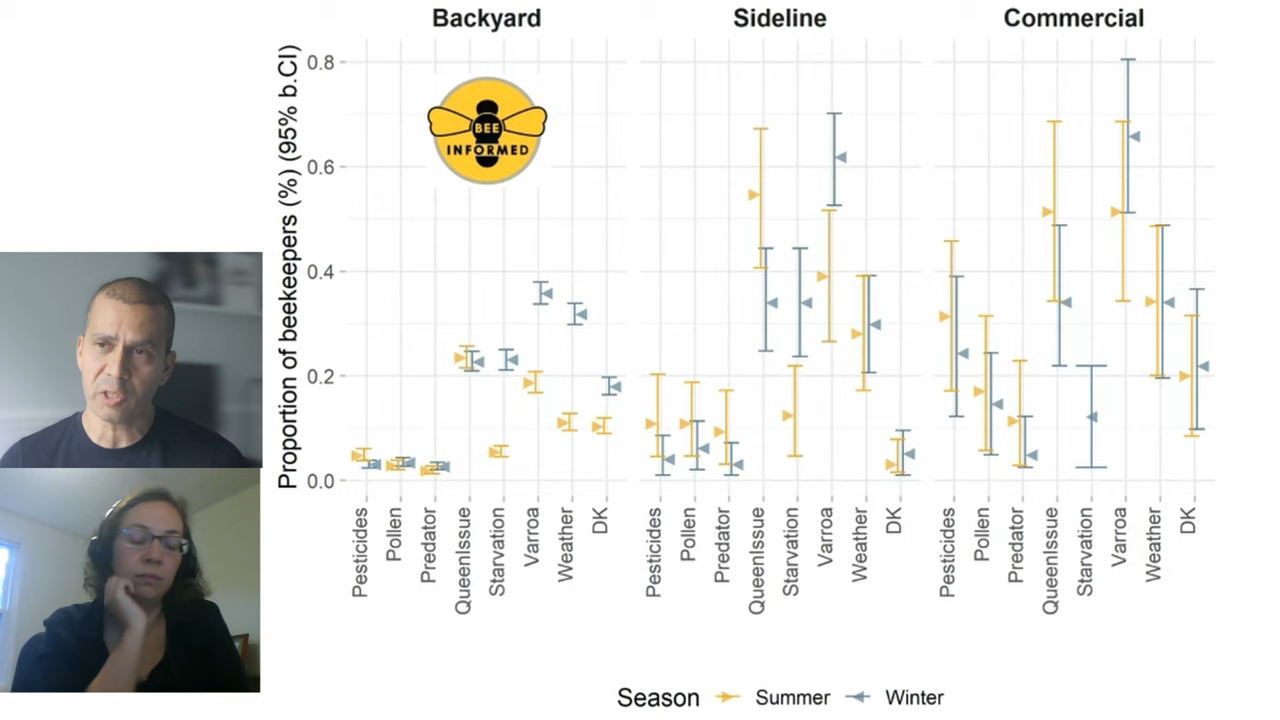 Backyard
Sideline
Commercial
Proportion of beekeepers (%) (95% b.CI)
0.8
0.6
0.4
0.2
0.0
BEE
INFORMED
Pesticides
Pollen
Predator
QueenIssue
Starvation
Varroa
Weather
DK
Pesticides
Pollen
Predator
QueenIssue
Starvation
Varroa
Weather
DK
Pesticides
Pollen
Predator
QueenIssue
Starvation
Varroa
Weather
DK
Season Summer Winter